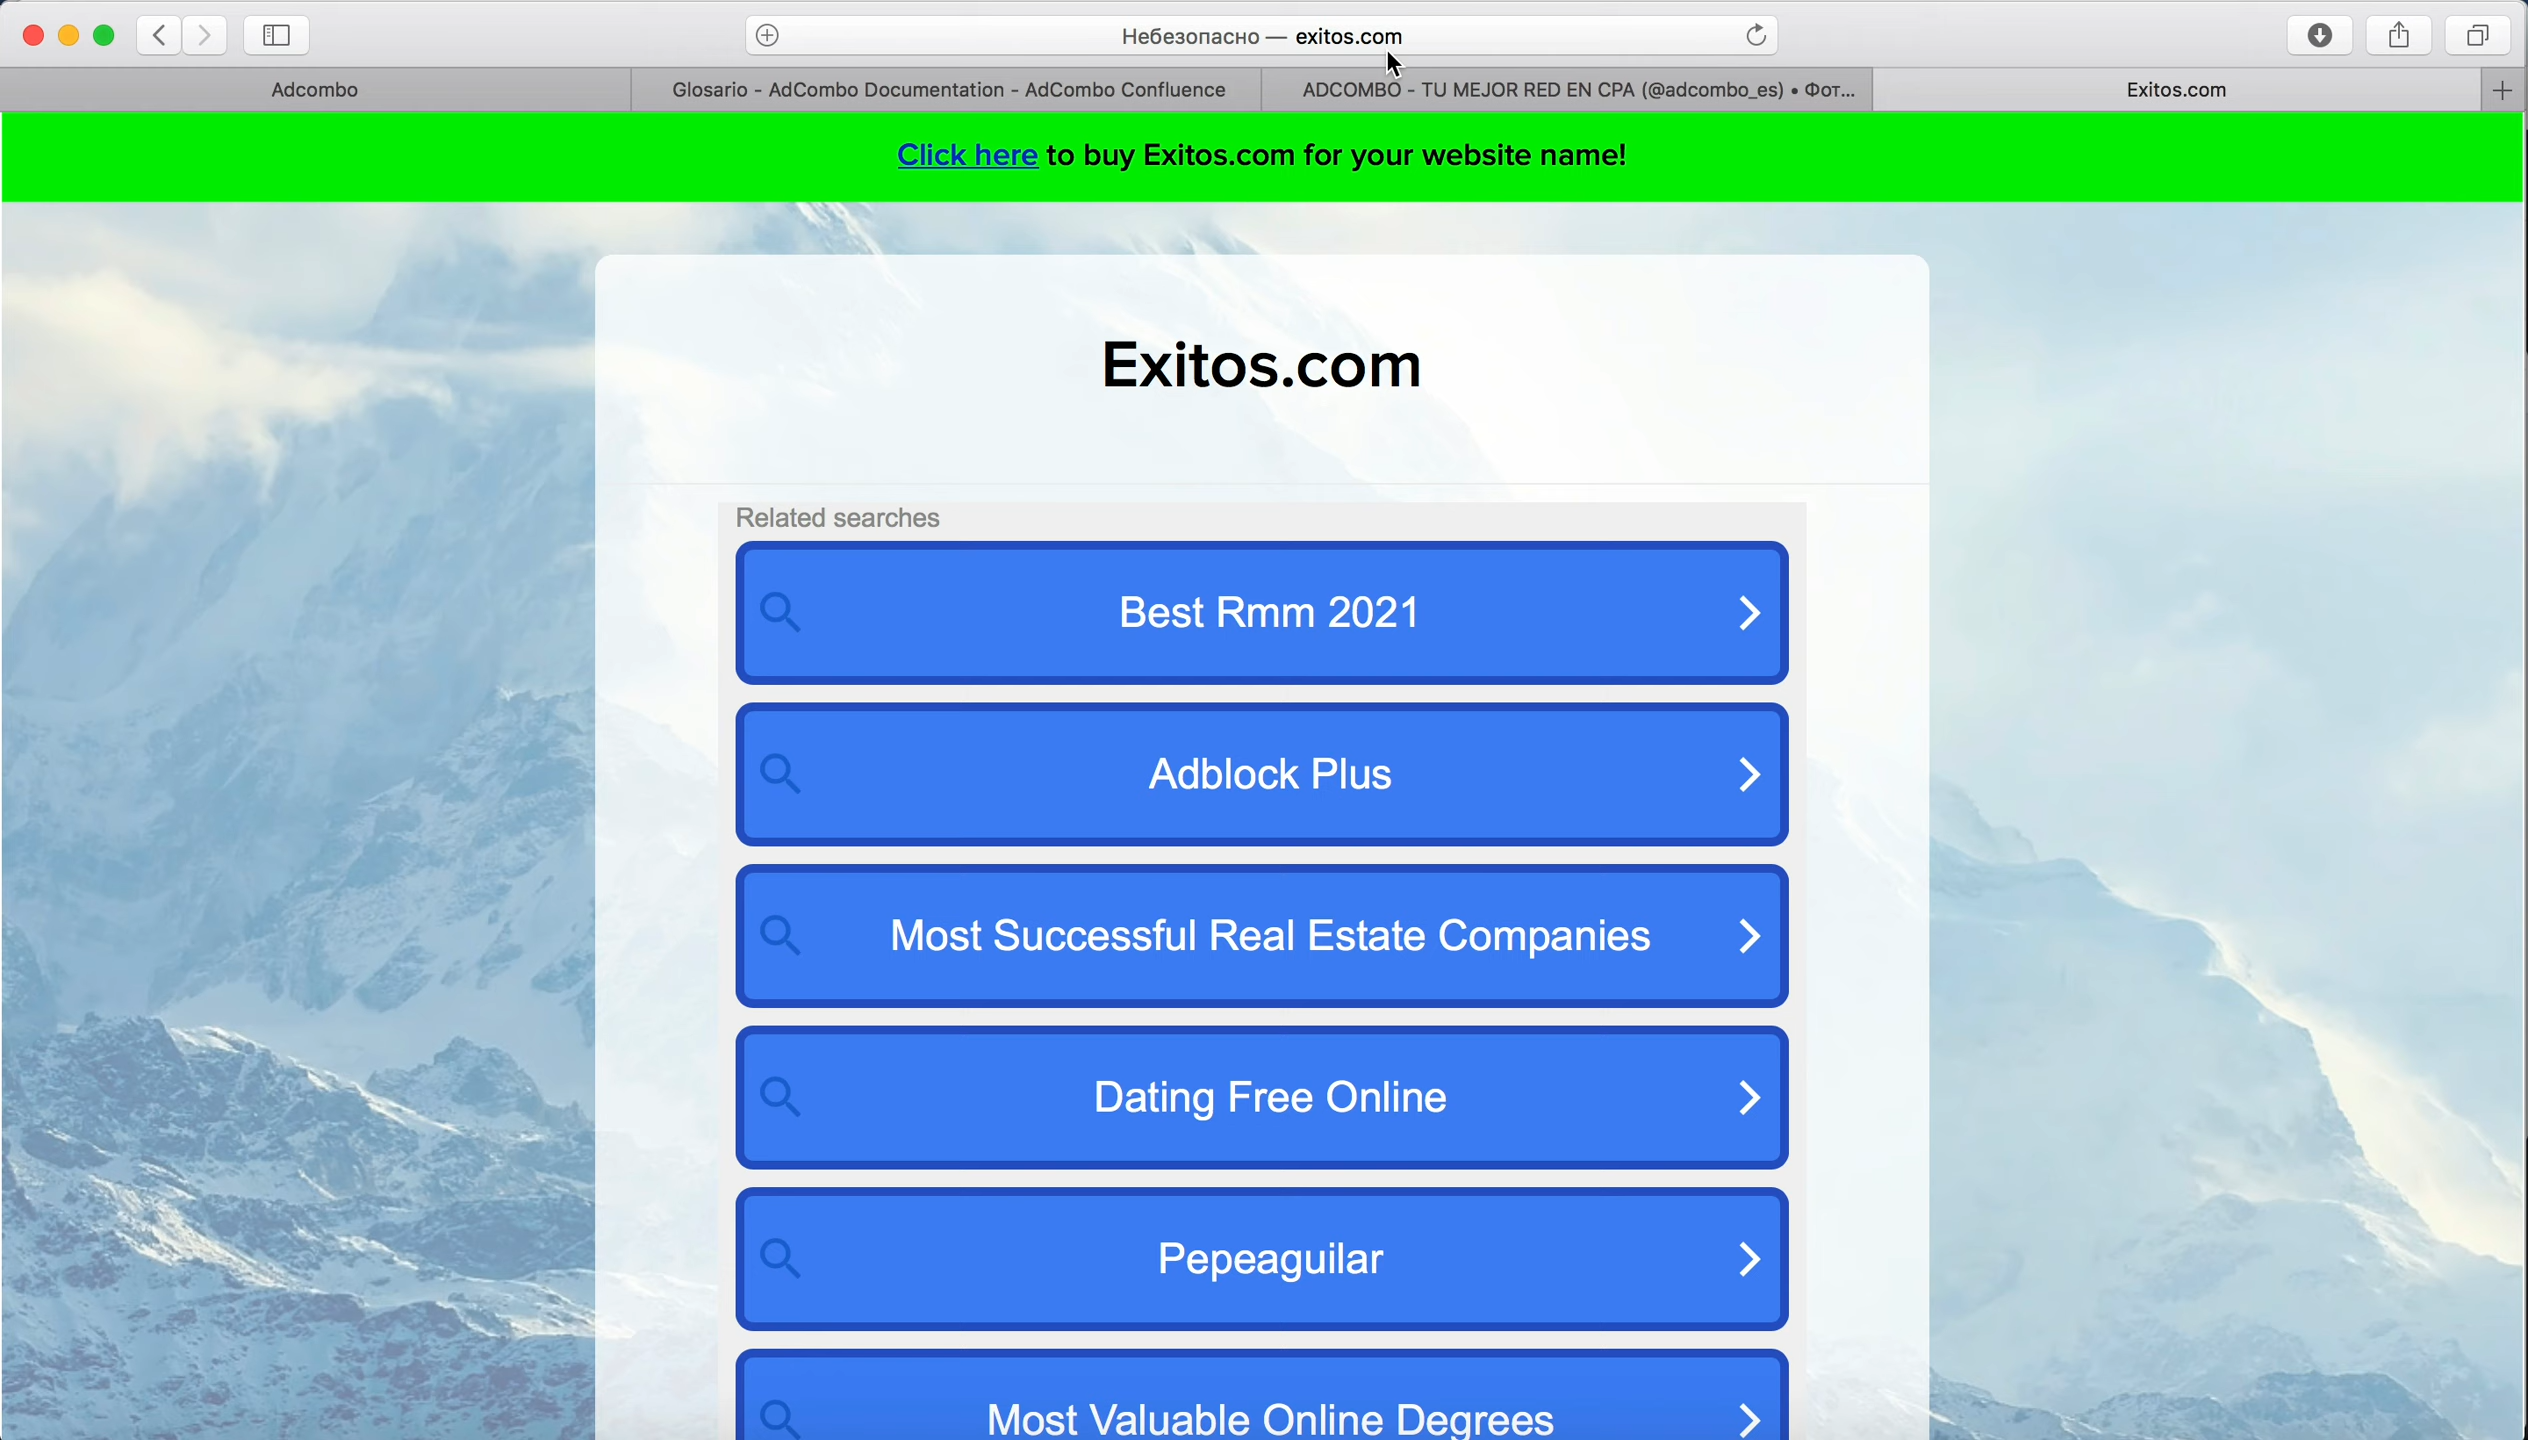 Небезопасно — exitos.com
Adcombo
Glosario - AdCombo Documentation - AdCombo Confluence
ADCOMBO - TU MEJOR RED EN CPA (@adcombo_es) • Фот...
Exitos.com
Click here to buy Exitos.com for your website name!
Exitos.com
Related searches
Best Rmm 2021
Adblock Plus
Most Successful Real Estate Companies
Dating Free Online
Pepeaguilar
Most Valuable Online Degrees